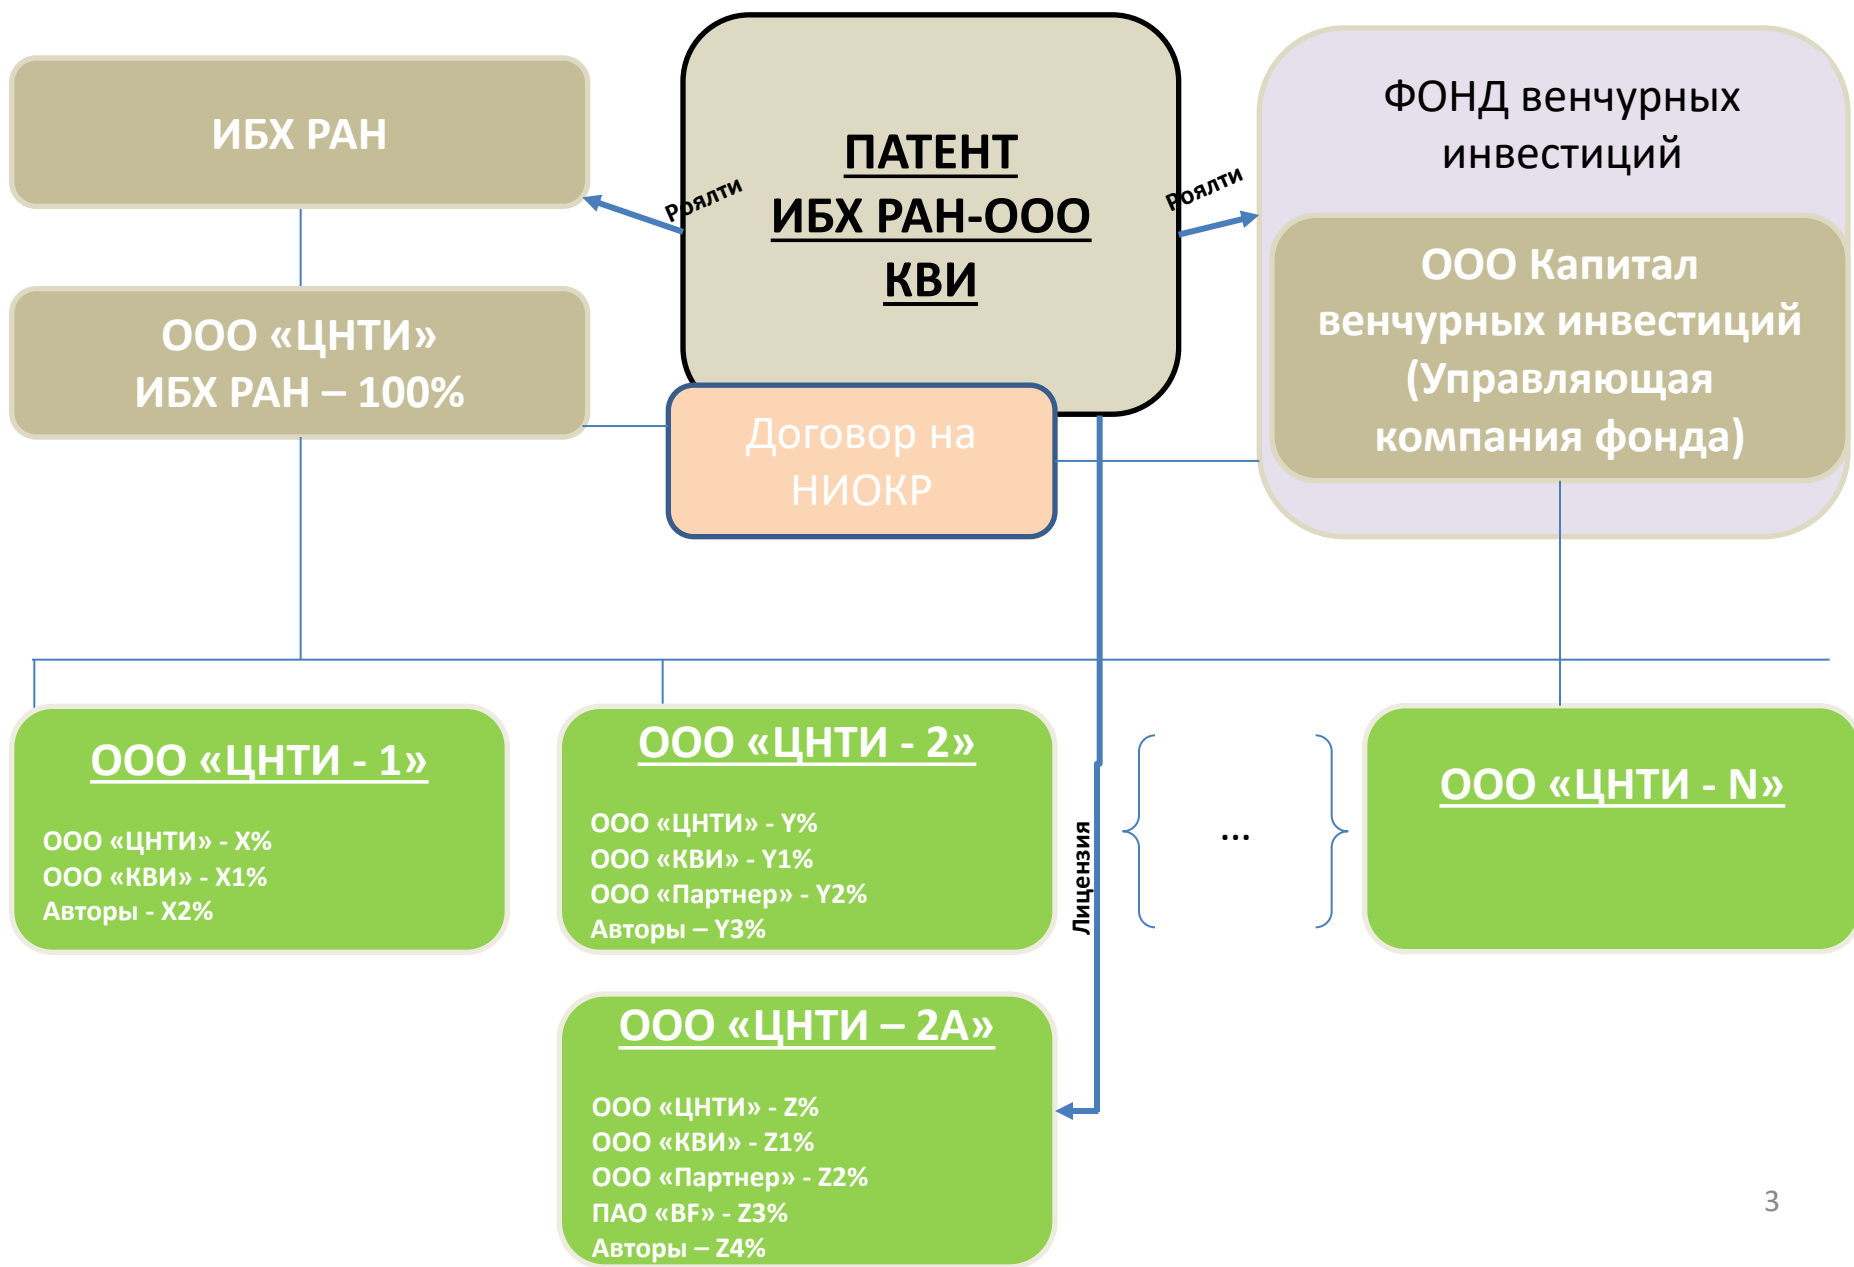 ИБХ РАН
ООО «ЦНТИ»
ИБХ РАН – 100%
Роялти
ПАТЕНТ
ИБХ РАН-ООО
КВИ
Роялти
ФОНД венчурных
инвестиций
ООО Капитал
венчурных инвестиций
(Управляющая
компания фонда)
Договор на
НИОКР
ООО «ЦНТИ - 1»
ООО «ЦНТИ» - X%
ООО «КВИ» - X1%
Авторы - X2%
ООО «ЦНТИ - 2»
ООО «ЦНТИ» - Y%
ООО «КВИ» - Y1%
ООО «Партнер» - Y2%
Авторы – Y3%
Лицензия
...
ООО «ЦНТИ - N»
ООО «ЦНТИ – 2А»
ООО «ЦНТИ» - Z%
ООО «КВИ» - Z1%
ООО «Партнер» - Z2%
ПАО «BF» - Z3%
Авторы – Z4%
3